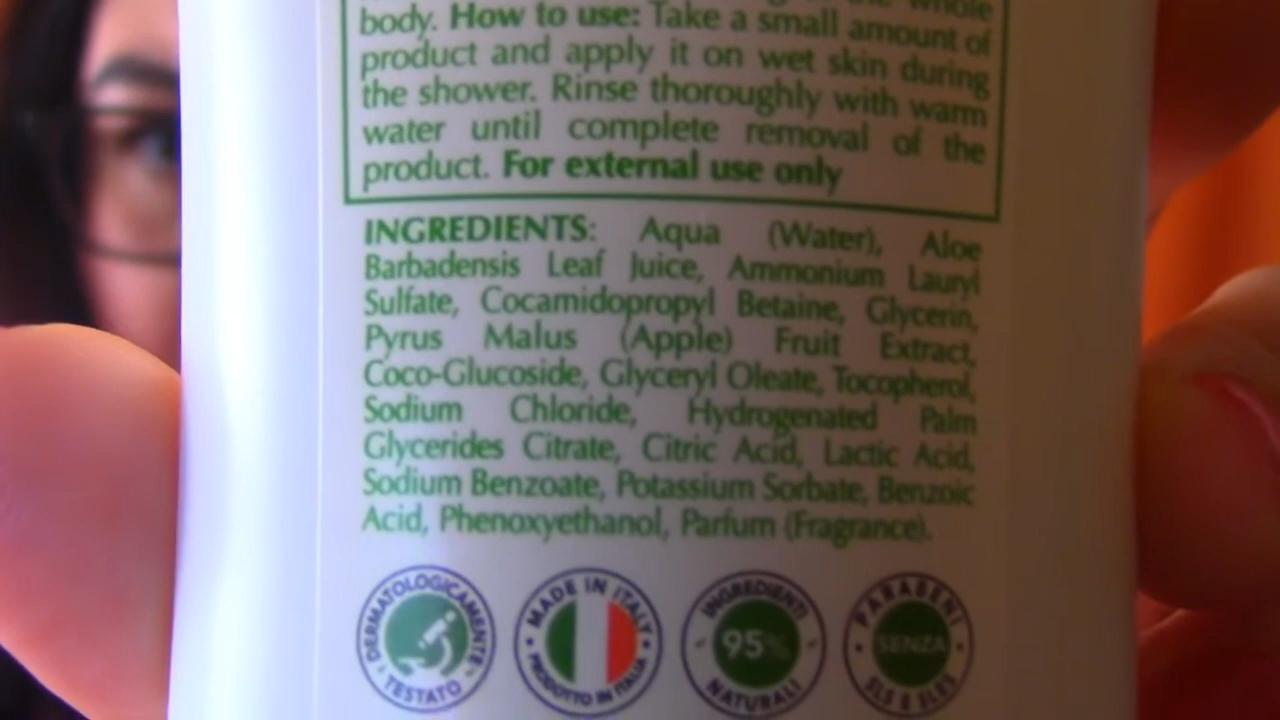 the whole
body. How to use: Take a small amount of
product and apply it on wet skin during
the shower. Rinse thoroughly with warm
water until complete removal of the
product. For external use only
INGREDIENTS: Aqua (Water), Aloe
Barbadensis Leaf Juice, Ammonium Lauryl
Sulfate, Cocamidopropyl Betaine, Glycerin,
Pyrus Malus (Apple) Fruit Extract,
Coco-Glucoside, Glyceryl Oleate, Tocopherol,
Sodium Chloride, Hydrogenated Palm
Glycerides Citrate, Citric Acid, Lactic Acid,
Sodium Benzoate, Potassium Sorbate, Benzoic
Acid, Phenoxyethanol, Parfum (Fragrance).
DERMATOLOGICAMENTE
TESTATO
MADE IN ITALY
PRODOTTO IN ITALIA
INGREDIENTI
95%
NATURALI
PARABENI
SENZA
SLS E SLES